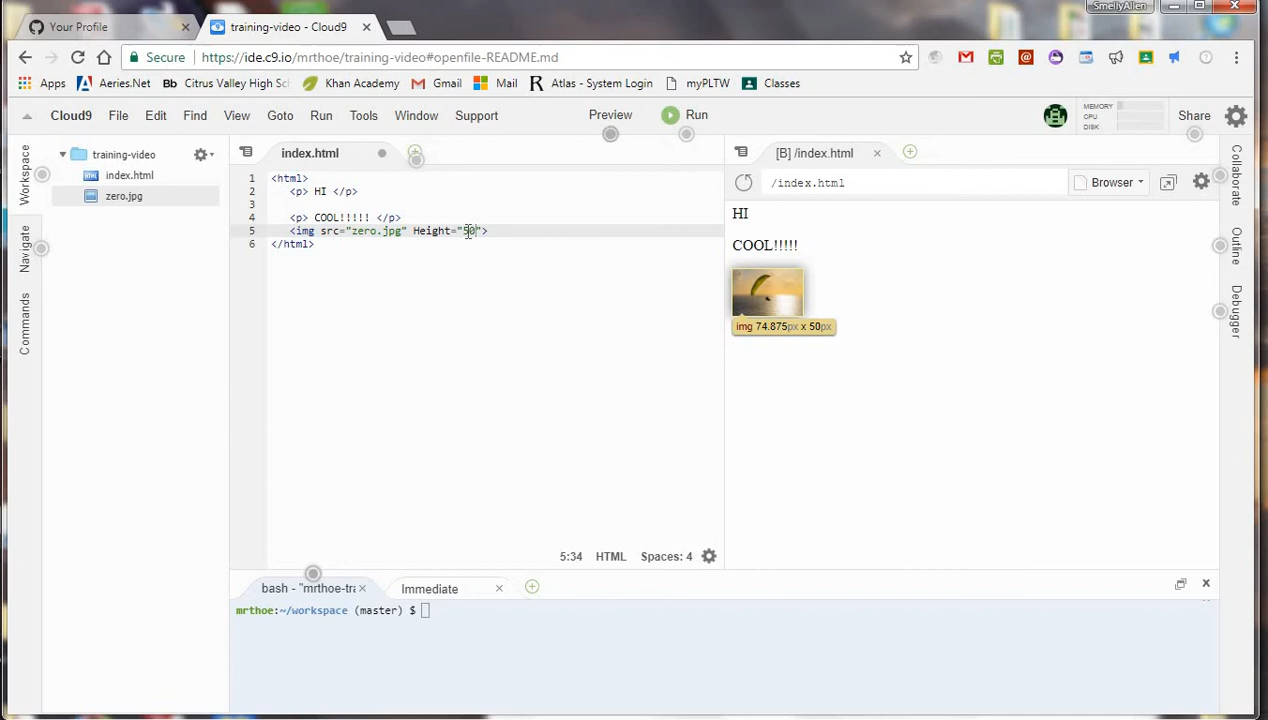 SmellyAllen
Your Profile
training-video - Cloud9
Secure https://ide.c9.io/mrthoe/training-video#openfile-README.md
Apps Aeries.Net Citrus Valley High Sch Khan Academy Gmail Mail Atlas - System Login myPLTW Classes
Cloud9 File Edit Find View Goto Run Tools Window Support Preview Run MEMORY CPU DISK Share
Workspace
Navigate
Commands
training-video
index.html
zero.jpg
index.html
1 <html>
2 <p> HI </p>
3
4 <p> COOL!!!!! </p>
5 <img src="zero.jpg" Height="50">
6 </html>
5:34 HTML Spaces: 4
[B] /index.html
/index.html Browser
HI
COOL!!!!!
img 74.875px x 50px
Collaborate
Outline
Debugger
bash - "mrthoe-tra Immediate
mrthoe:~/workspace (master) $